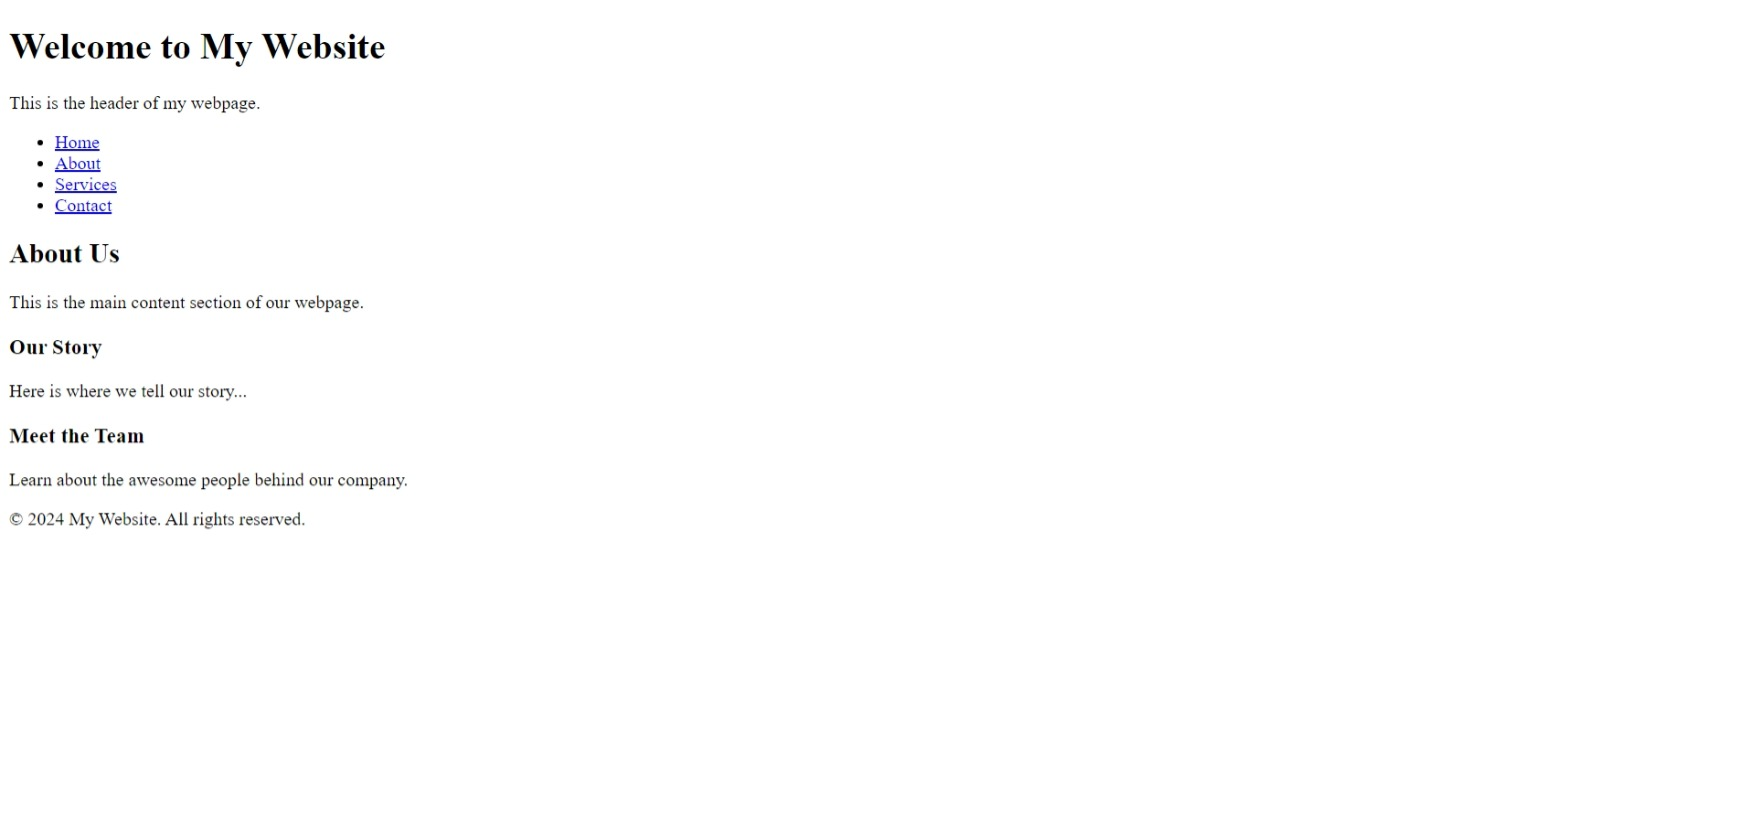 Welcome to My Website
This is the header of my webpage.
Home
About
Services
Contact
About Us
This is the main content section of our webpage.
Our Story
Here is where we tell our story...
Meet the Team
Learn about the awesome people behind our company.
© 2024 My Website. All rights reserved.